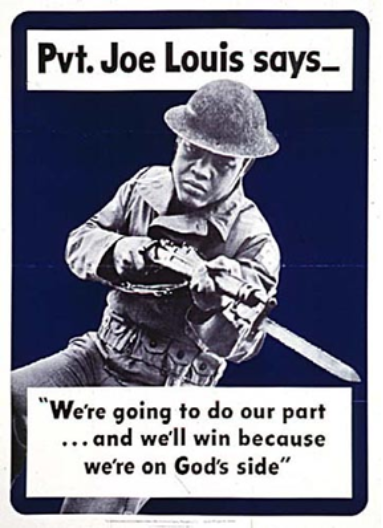 Pvt. Joe Louis says_
"We're going to do our part
...and we'll win because
we're on God's side"